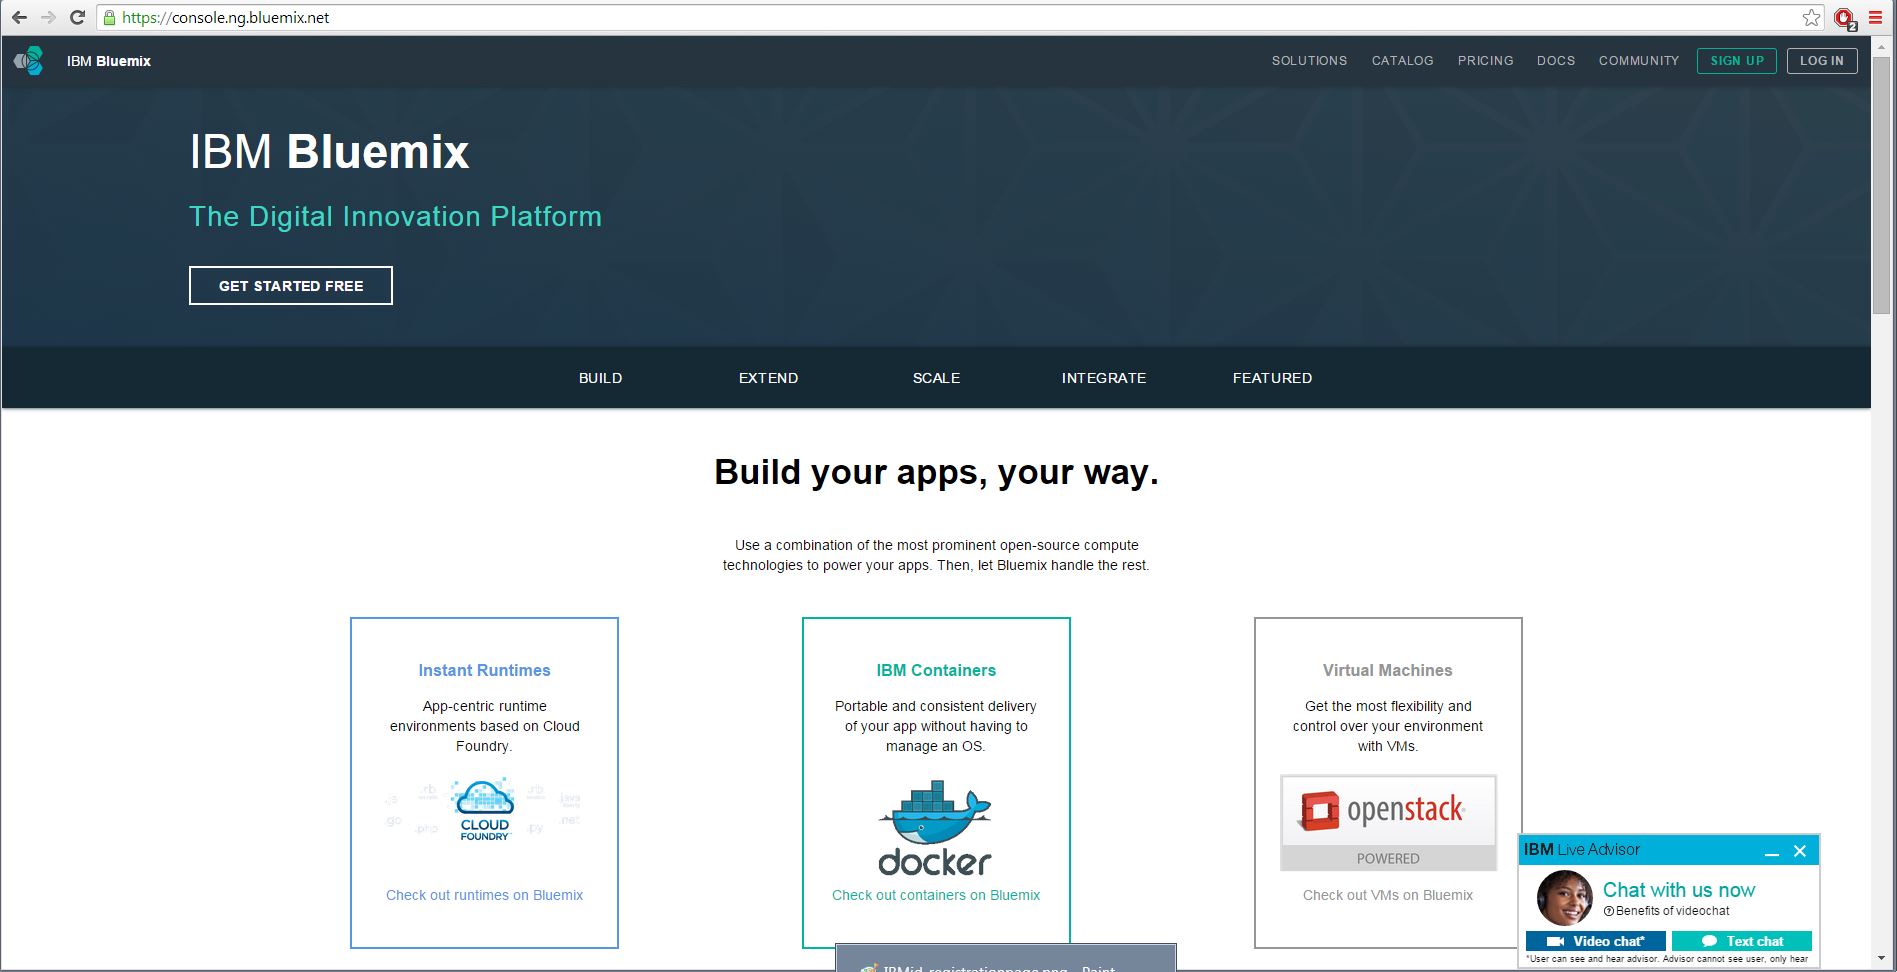 https://console.ng.bluemix.net
2
IBM Bluemix
SOLUTIONS
CATALOG
PRICING
DOCS
COMMUNITY
SIGN UP
LOG IN
IBM Bluemix
The Digital Innovation Platform
GET STARTED FREE
BUILD
EXTEND
SCALE
INTEGRATE
FEATURED
Build your apps, your way.
Use a combination of the most prominent open-source compute
technologies to power your apps. Then, let Bluemix handle the rest.
Instant Runtimes
App-centric runtime
environments based on Cloud
Foundry.
.rb
.java
.go
.php
.py
.net
CLOUD
FOUNDRY
Check out runtimes on Bluemix
IBM Containers
Portable and consistent delivery
of your app without having to
manage an OS.
docker
Check out containers on Bluemix
Virtual Machines
Get the most flexibility and
control over your environment
with VMs.
openstack
POWERED
Check out VMs on Bluemix
IBM Live Advisor
Chat with us now
Benefits of videochat
Video chat*
Text chat
*User can see and hear advisor. Advisor cannot see user, only hear